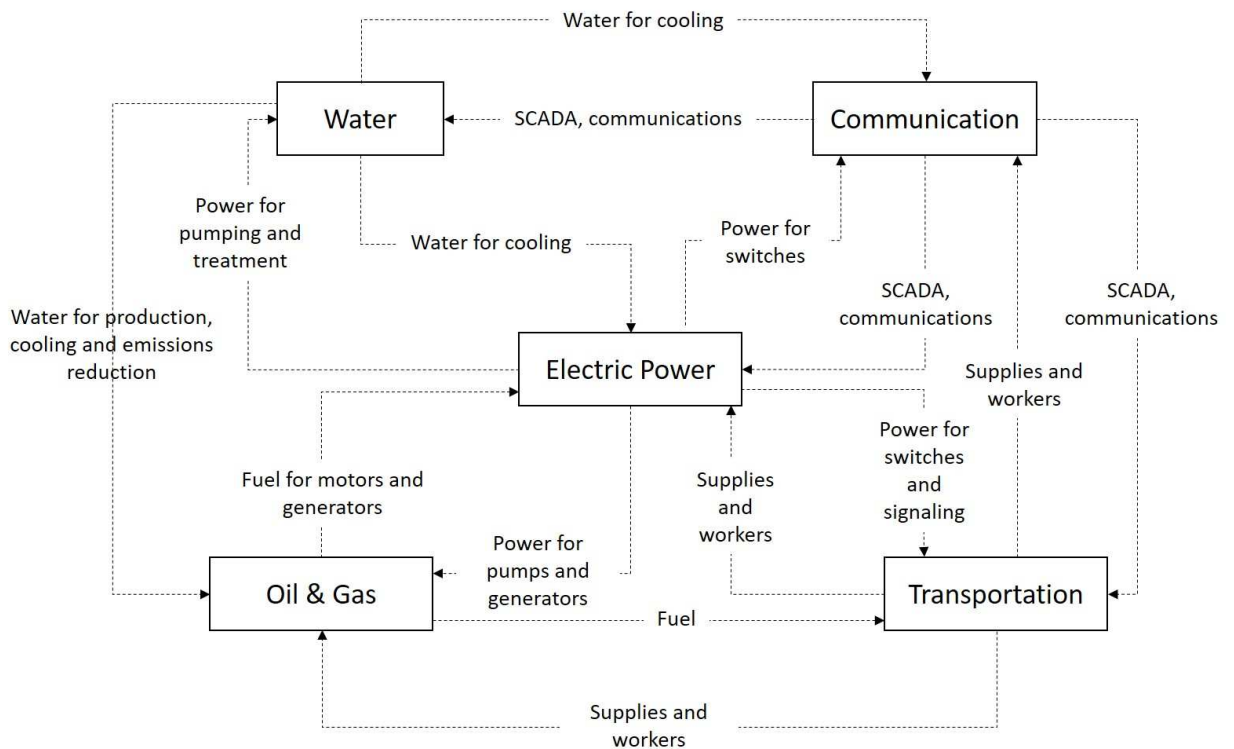 Water for cooling
Water
SCADA, communications
Communication
Power for
pumping and
treatment
Water for cooling
Power for
switches
SCADA,
communications
SCADA,
communications
Water for production,
cooling and emissions
reduction
Electric Power
Supplies and
workers
Power for
switches
and
signaling
Fuel for motors and
generators
Supplies
and
workers
Power for
pumps and
generators
Oil & Gas
Transportation
Fuel
Supplies and
workers